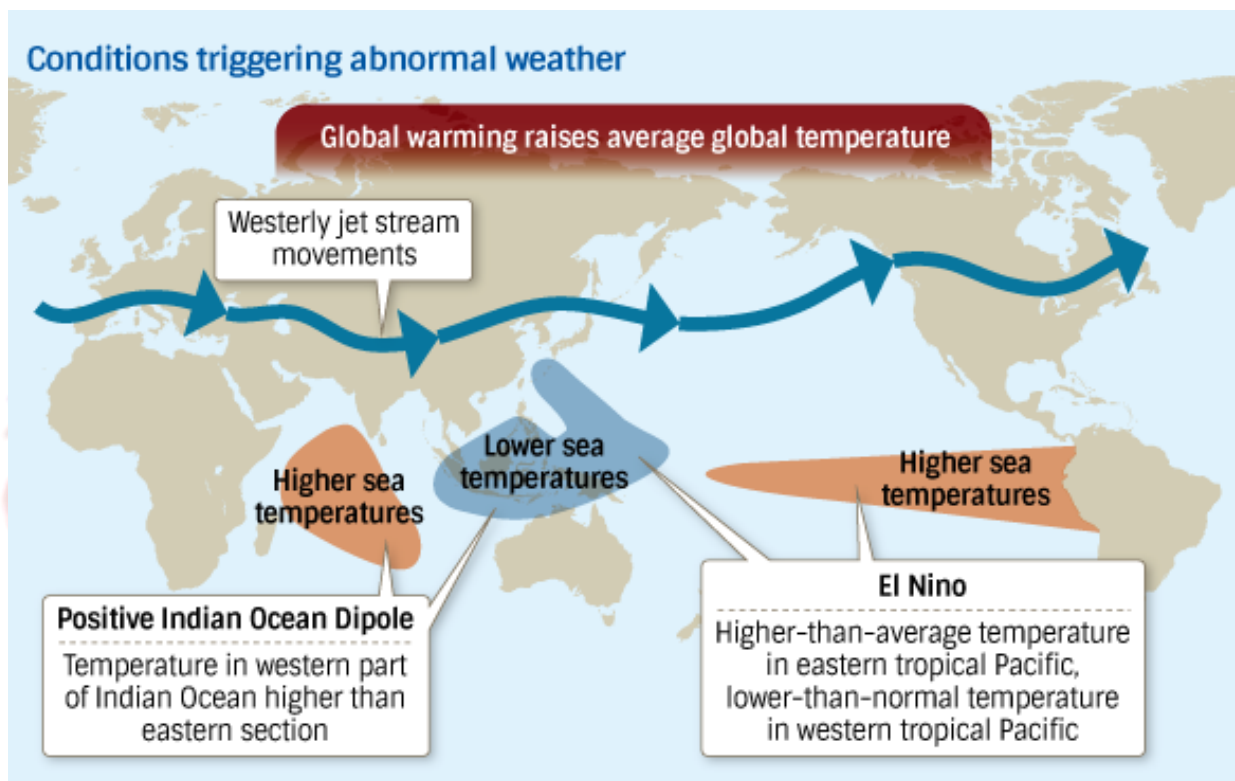 Conditions triggering abnormal weather
Global warming raises average global temperature
Westerly jet stream
movements
Higher sea
temperatures
Lower sea
temperatures
Higher sea
temperatures
Positive Indian Ocean Dipole
Temperature in western part
of Indian Ocean higher than
eastern section
El Nino
Higher-than-average temperature
in eastern tropical Pacific,
lower-than-normal temperature
in western tropical Pacific